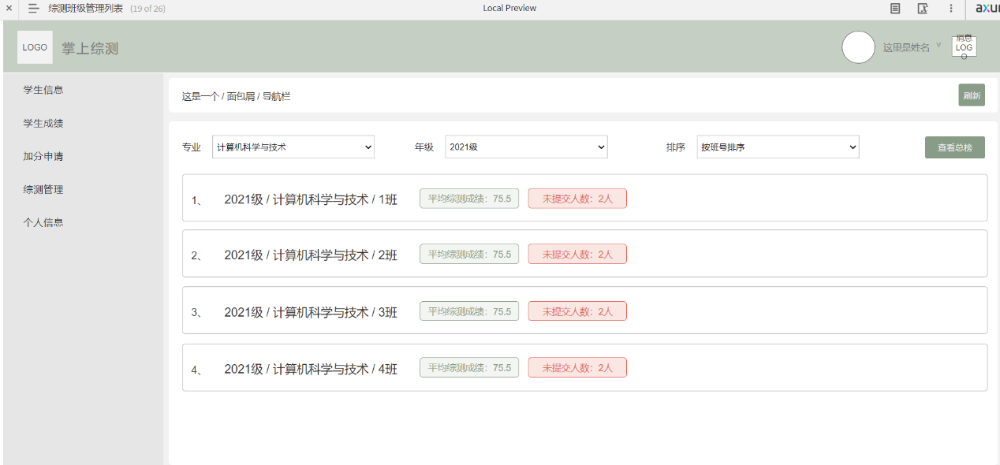 综测班级管理列表 (19 of 26) Local Preview
LOGO 掌上综测 这里是姓名 v 消息LOGO
学生信息
学生成绩
加分申请
综测管理
个人信息
这是一个 / 面包屑 / 导航栏 刷新
专业 计算机科学与技术 年级 2021级 排序 按班号排序 查看总榜
1、 2021级 / 计算机科学与技术 / 1班 平均综测成绩：75.5 未提交人数：2人
2、 2021级 / 计算机科学与技术 / 2班 平均综测成绩：75.5 未提交人数：2人
3、 2021级 / 计算机科学与技术 / 3班 平均综测成绩：75.5 未提交人数：2人
4、 2021级 / 计算机科学与技术 / 4班 平均综测成绩：75.5 未提交人数：2人